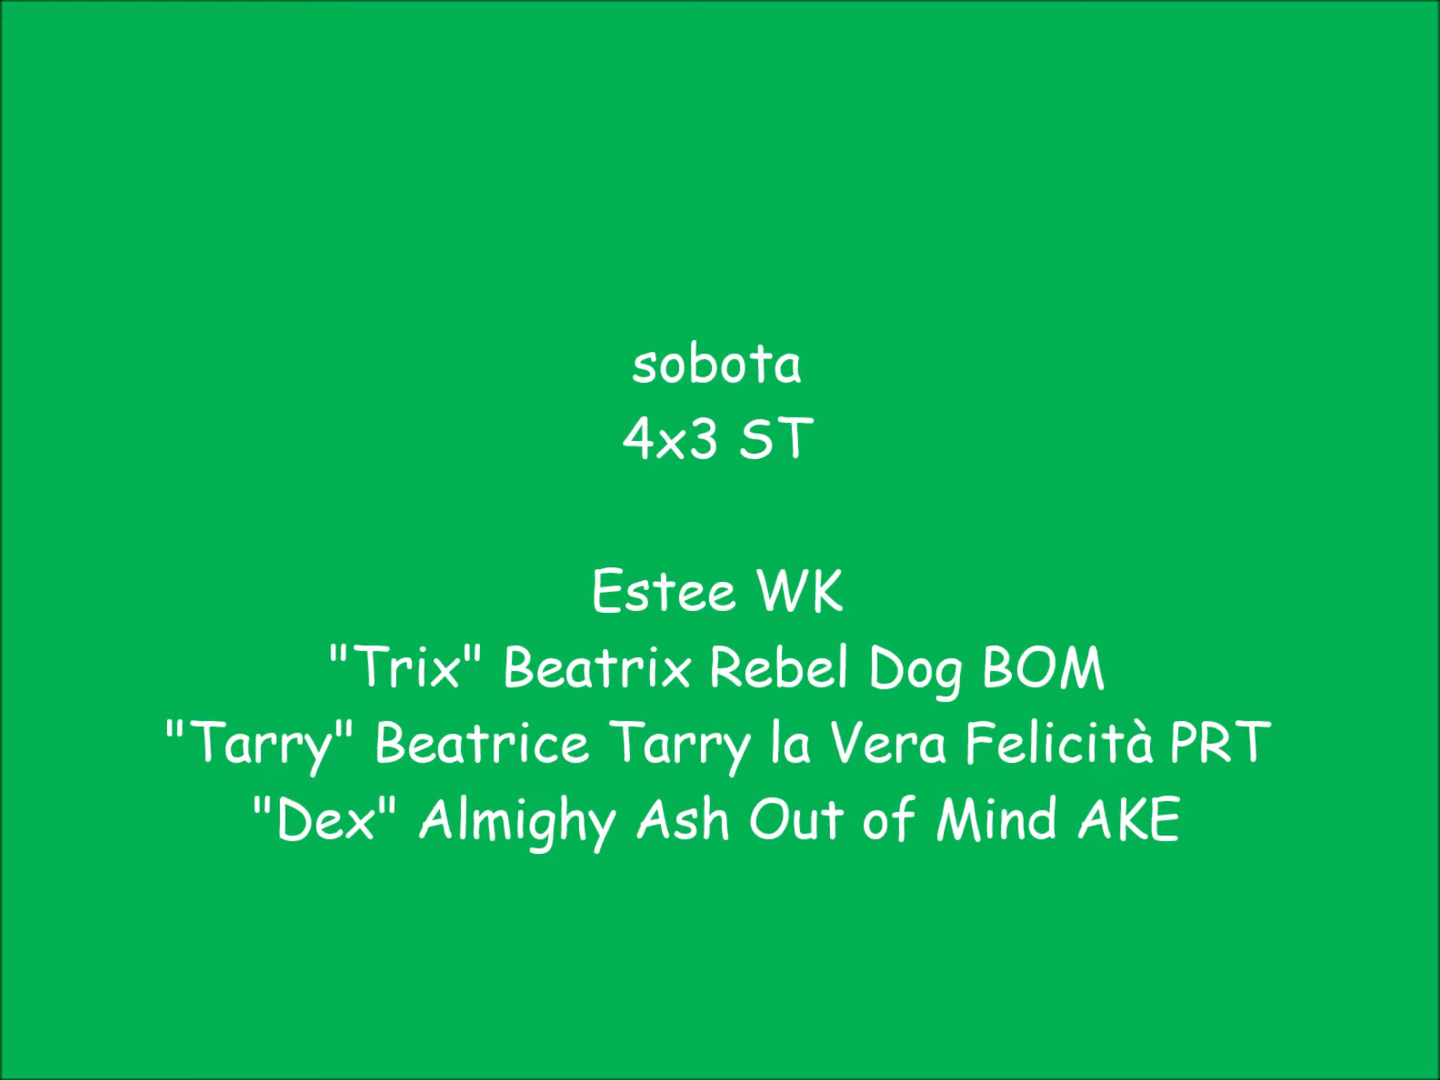 sobota
4x3 ST
Estee WK
"Trix" Beatrix Rebel Dog BOM
"Tarry" Beatrice Tarry la Vera Felicità PRT
"Dex" Almighy Ash Out of Mind AKE